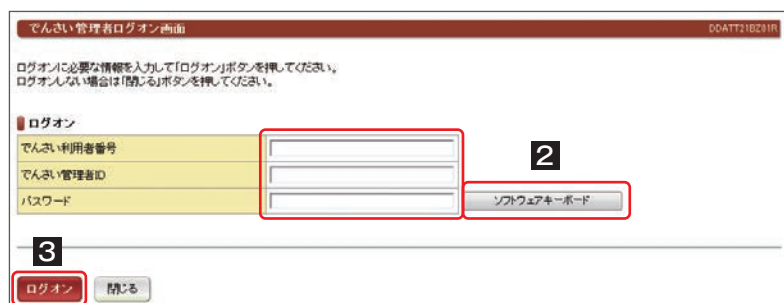 でんさい管理者ログオン画面 DDATT21BZ01R
ログオンに必要な情報を入力して「ログオン」ボタンを押してください。
ログオンしない場合は「閉じる」ボタンを押してください。
ログオン
でんさい利用者番号
2
でんさい管理者ID
パスワード ソフトウェアキーボード
3
ログオン 閉じる